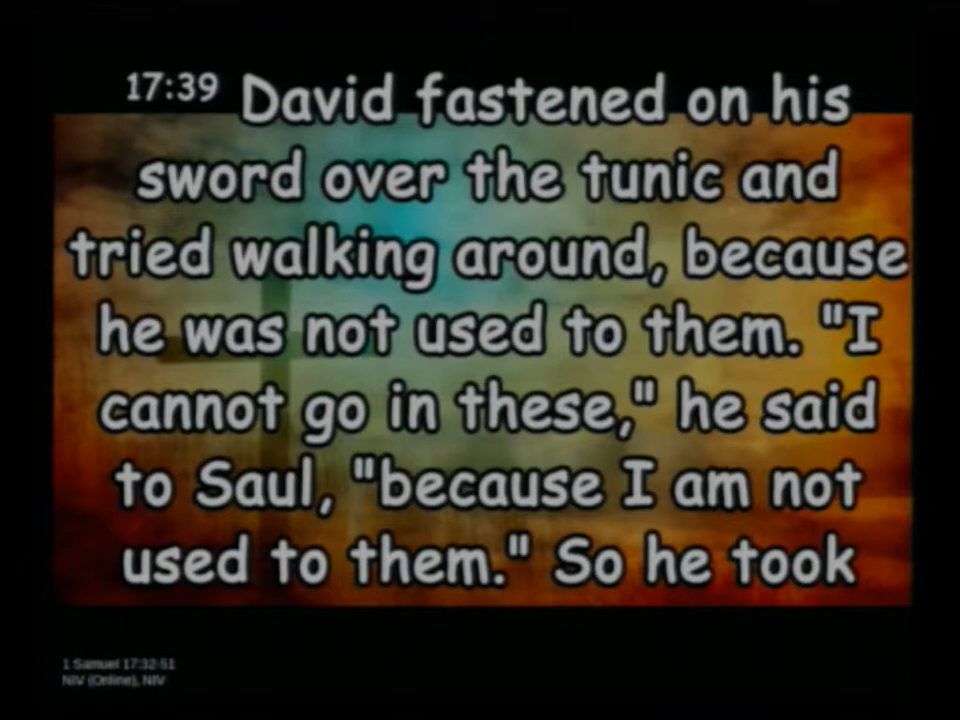 17:39 David fastened on his
sword over the tunic and
tried walking around, because
he was not used to them. "I
cannot go in these," he said
to Saul, "because I am not
used to them." So he took
1 Samuel 17:32-51
NIV (Online), NIV